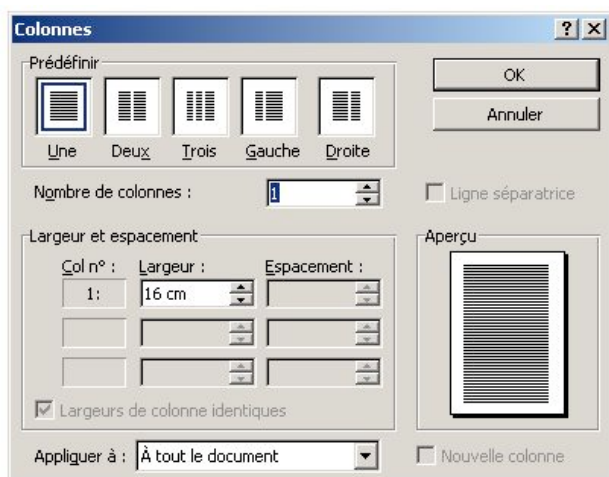 Colonnes
Prédéfinir
OK
Annuler
Une Deux Trois Gauche Droite
Nombre de colonnes : 1
Ligne séparatrice
Largeur et espacement
Aperçu
Col n° : Largeur : Espacement :
1: 16 cm
Largeurs de colonne identiques
Appliquer à : À tout le document
Nouvelle colonne